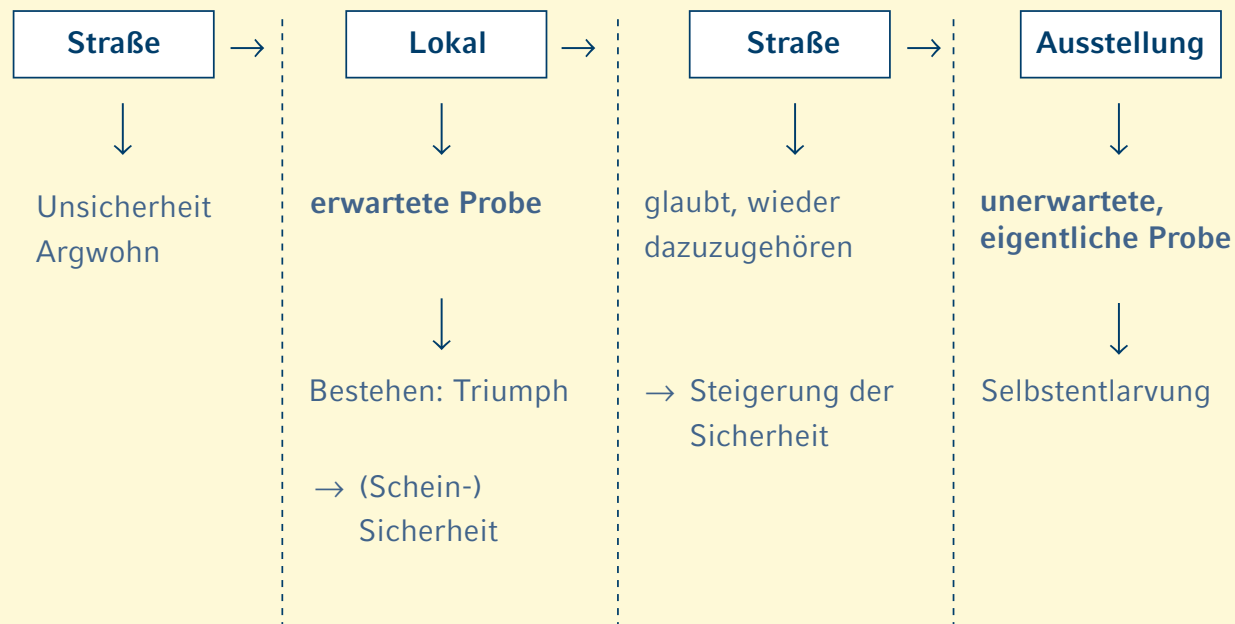 Straße → Lokal → Straße → Ausstellung
Unsicherheit
Argwohn
erwartete Probe
Bestehen: Triumph
→ (Schein-)
Sicherheit
glaubt, wieder
dazuzugehören
→ Steigerung der
Sicherheit
unerwartete,
eigentliche Probe
Selbstentlarvung